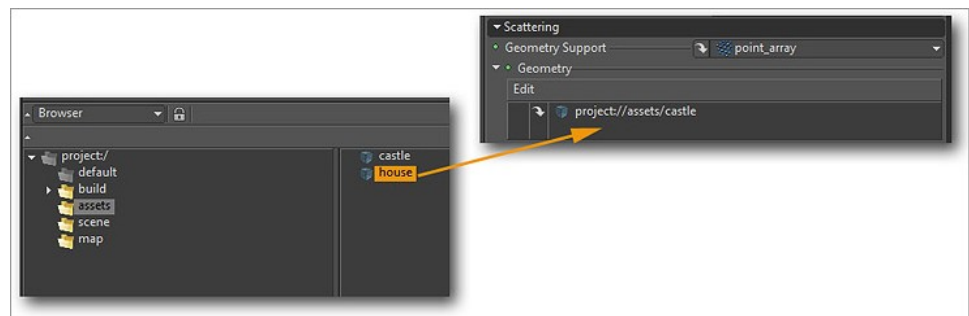 Scattering
Geometry Support point_array
Geometry
Edit
project://assets/castle
Browser
project:/
default
build
assets
scene
map
castle
house